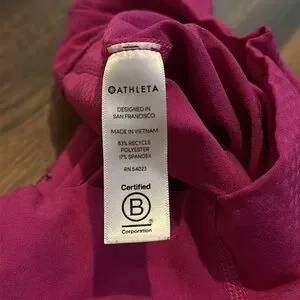 ATHLETA
DESIGNED IN
SAN FRANCISCO
MADE IN VIETNAM
83% RECYCLE
POLYESTER
17% SPANDEX
RN 54023
Certified
B
Corporation